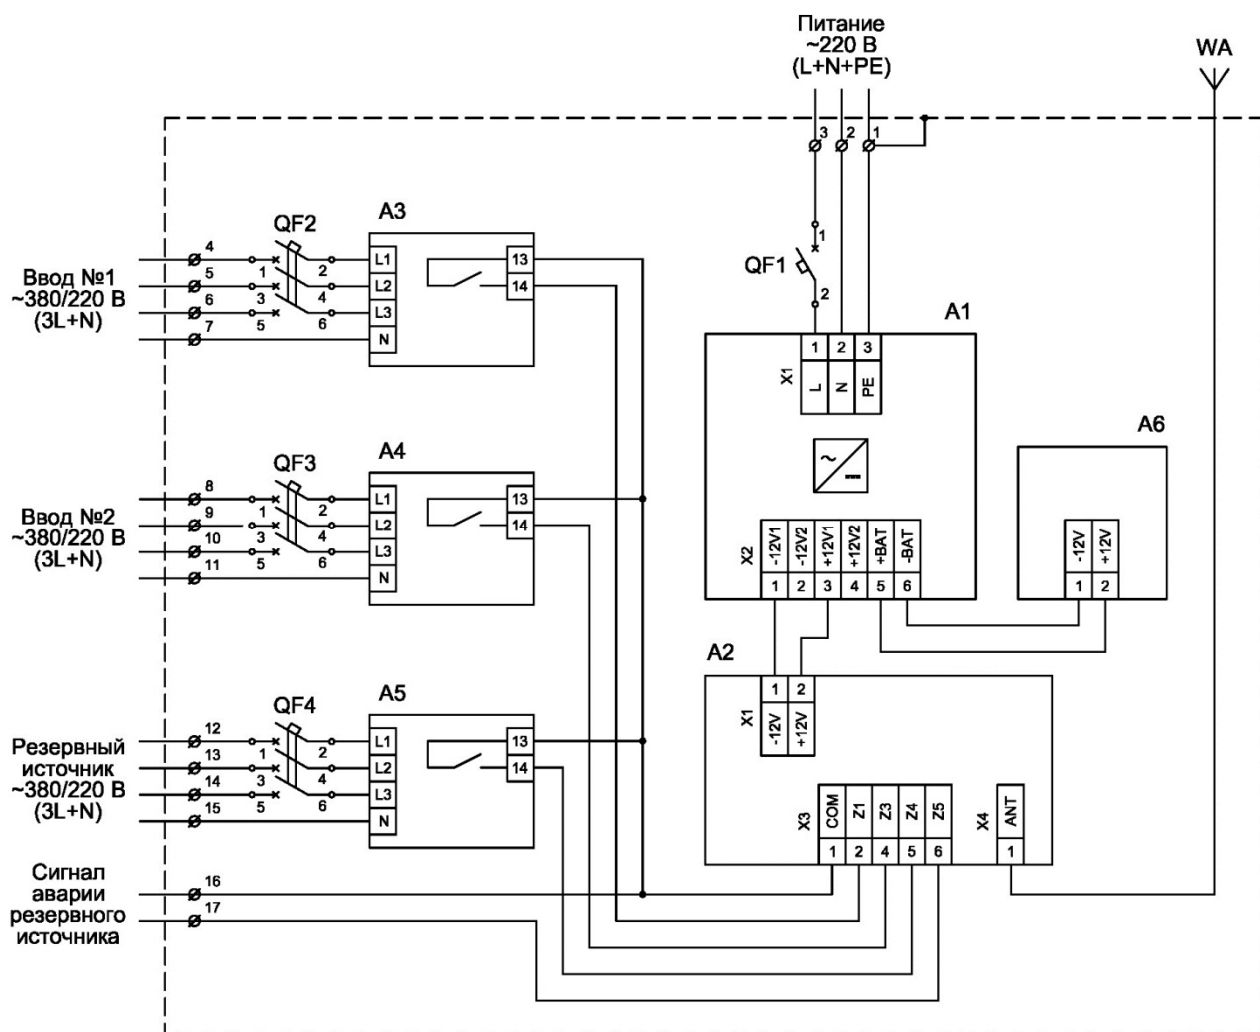 Питание
~220 В
(L+N+PE)
WA
3
2
1
QF2
A3
4
5
6
7
1
2
3
4
5
6
L1
L2
L3
N
13
14
Ввод №1
~380/220 В
(3L+N)
QF1
1
2
A1
1
2
3
X1
L
N
PE
~
X2
-12V1
-12V2
+12V1
+12V2
+BAT
-BAT
1
2
3
4
5
6
A6
-12V
+12V
1
2
QF3
A4
8
9
10
11
1
2
3
4
5
6
L1
L2
L3
N
13
14
Ввод №2
~380/220 В
(3L+N)
QF4
A5
12
13
14
15
1
2
3
4
5
6
L1
L2
L3
N
13
14
Резервный
источник
~380/220 В
(3L+N)
A2
1
2
X1
-12V
+12V
X3
COM
Z1
Z3
Z4
Z5
1
2
4
5
6
X4
ANT
1
Сигнал
аварии
резервного
источника
16
17